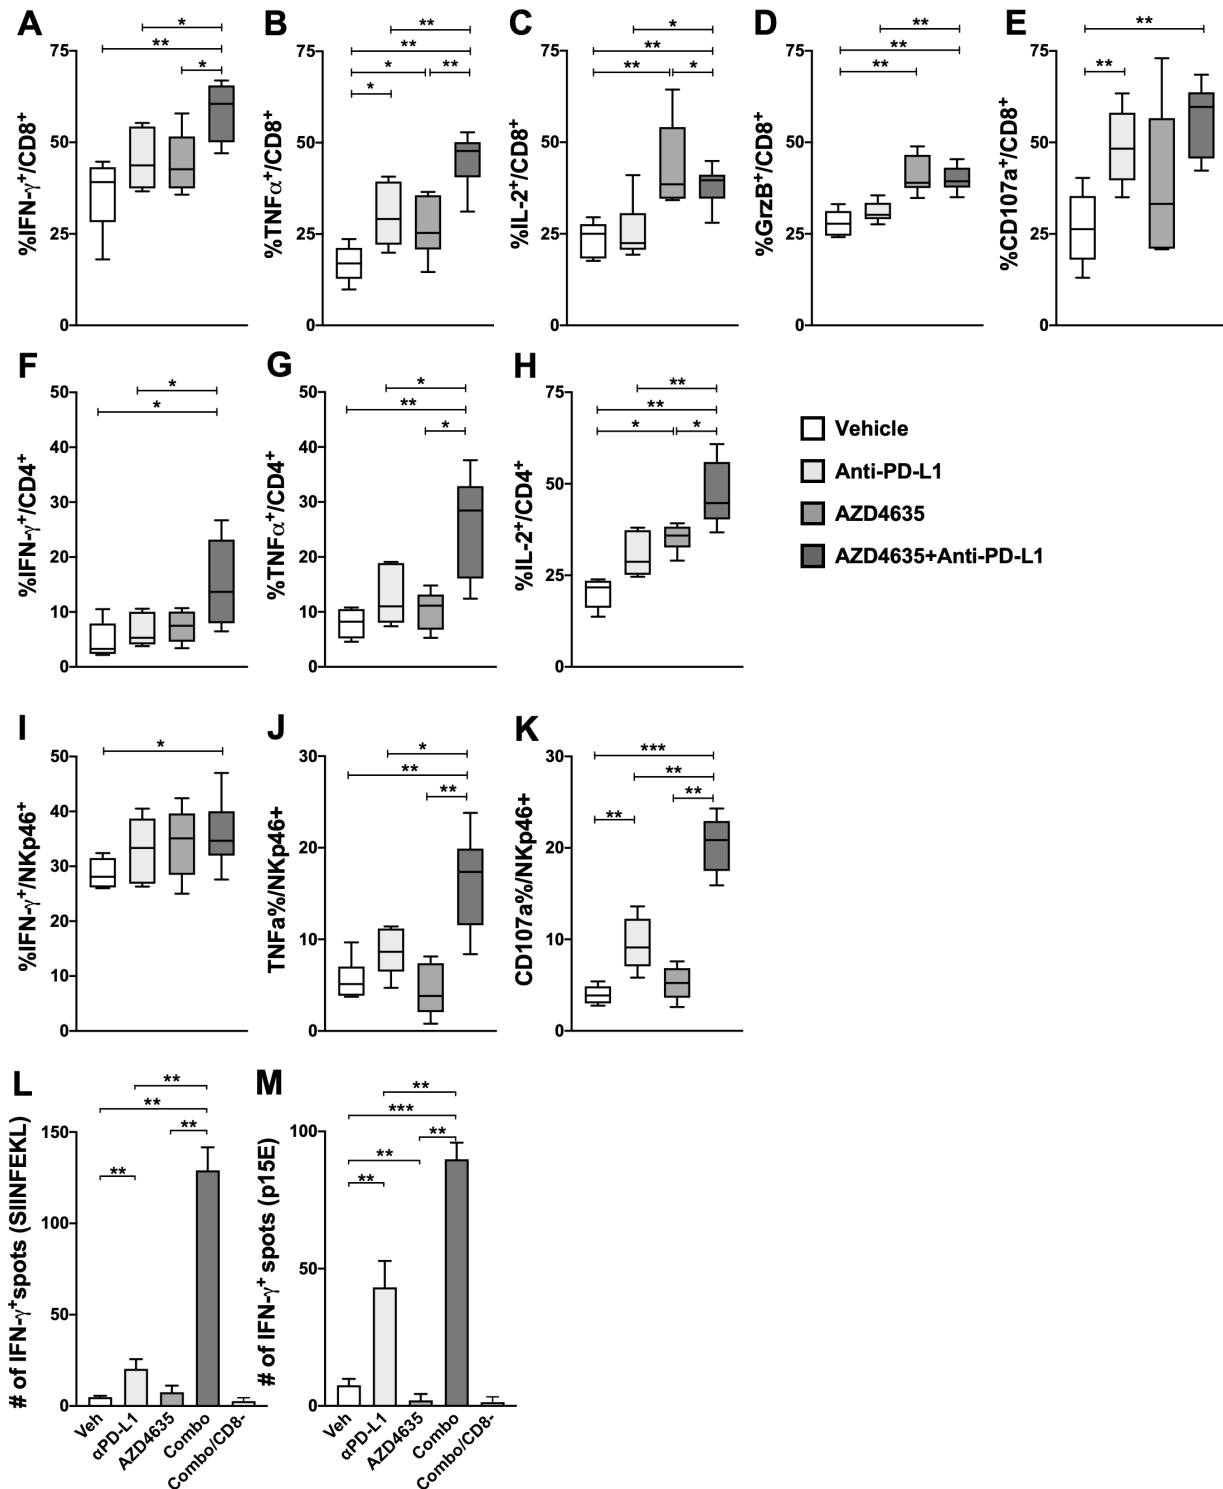 A
B
C
D
E
*
**
*
**
**
*
**
*
*
**
**
*
**
**
**
**
**
**
75
50
25
0
%IFN-γ+/CD8+
75
50
25
0
%TNFα+/CD8+
75
50
25
0
%IL-2+/CD8+
75
50
25
0
%GrzB+/CD8+
75
50
25
0
%CD107a+/CD8+
F
G
H
*
*
*
**
*
**
**
*
*
50
40
30
20
10
0
%IFN-γ+/CD4+
50
40
30
20
10
0
%TNFα+/CD4+
75
50
25
0
%IL-2+/CD4+
Vehicle
Anti-PD-L1
AZD4635
AZD4635+Anti-PD-L1
I
J
K
*
*
**
**
***
**
**
**
50
40
30
20
10
0
%IFN-γ+/NKp46+
30
20
10
0
TNFa%/NKp46+
30
20
10
0
CD107a%/NKp46+
L
M
**
**
**
**
**
***
**
**
**
150
100
50
0
# of IFN-γ+spots (SIINFEKL)
Veh
αPD-L1
AZD4635
Combo
Combo/CD8-
100
50
0
# of IFN-γ+ spots (p15E)
Veh
αPD-L1
AZD4635
Combo
Combo/CD8-